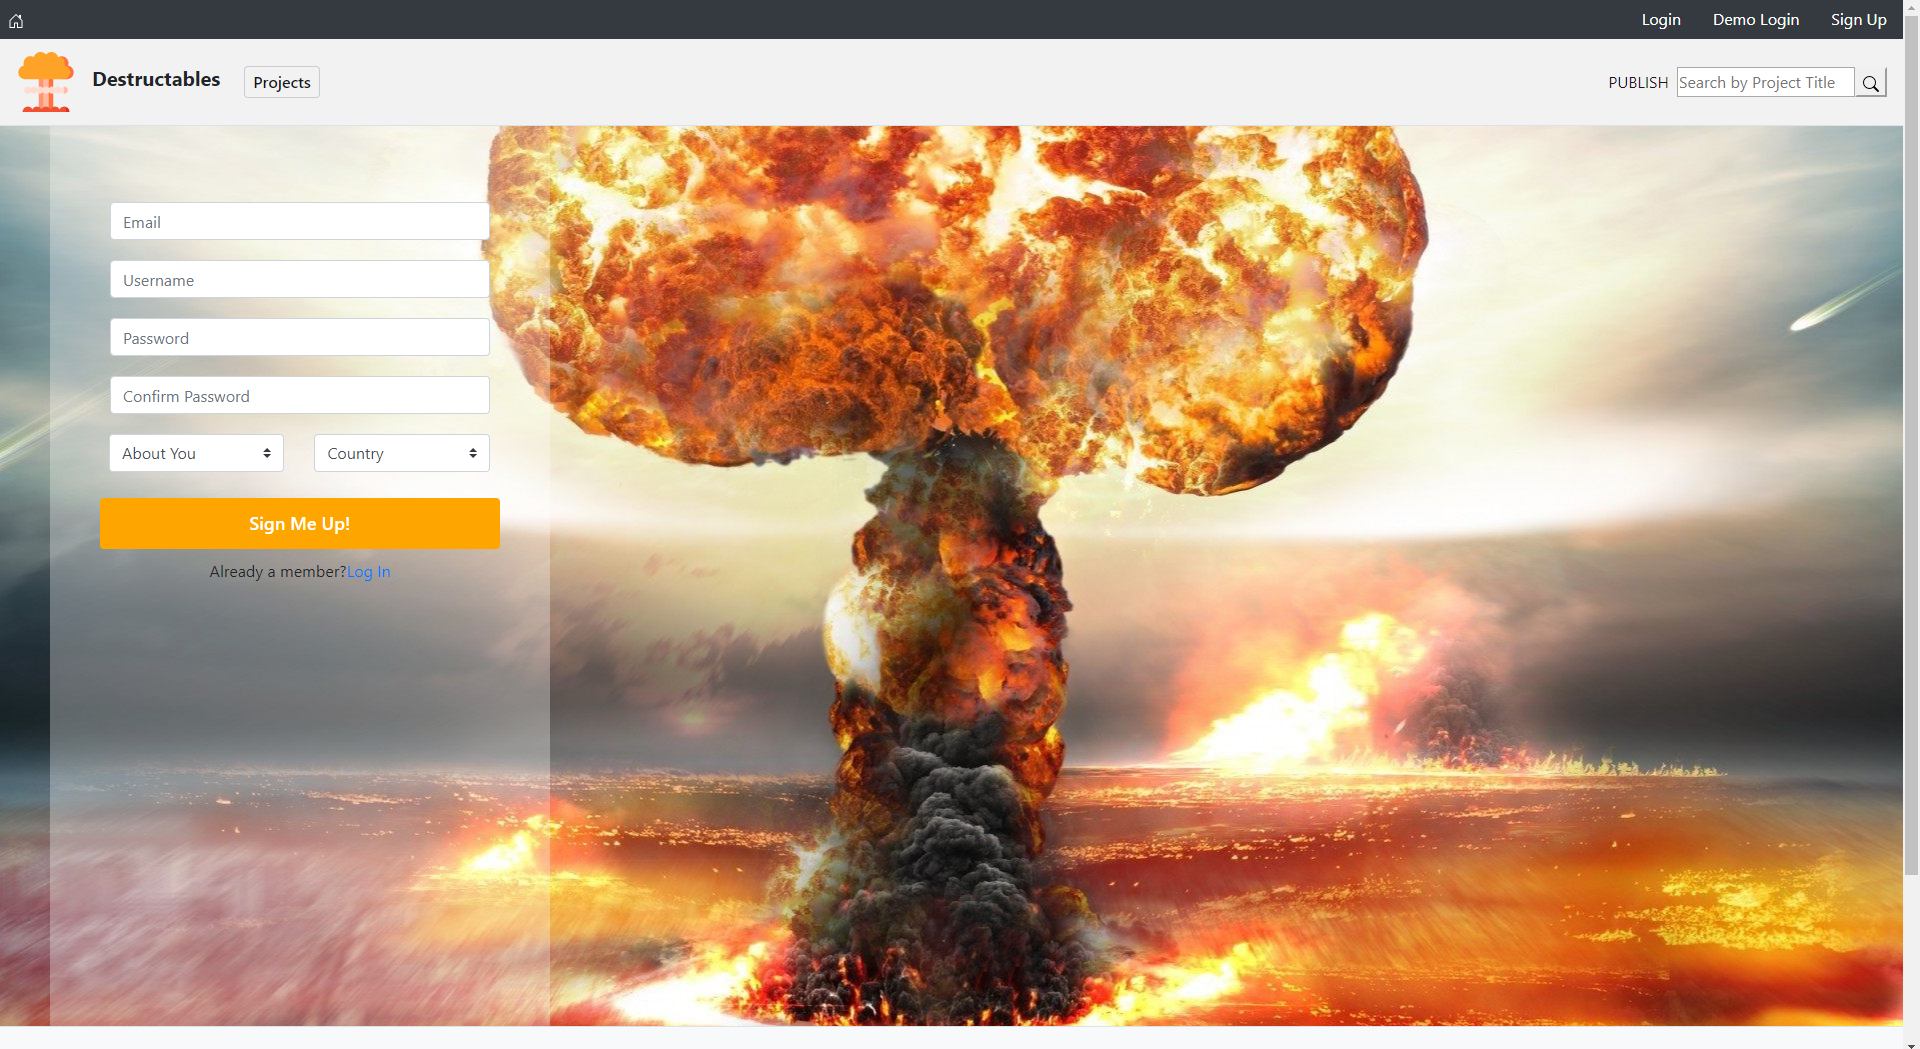 Login Demo Login Sign Up
Destructables Projects PUBLISH Search by Project Title
Email
Username
Password
Confirm Password
About You Country
Sign Me Up!
Already a member?Log In